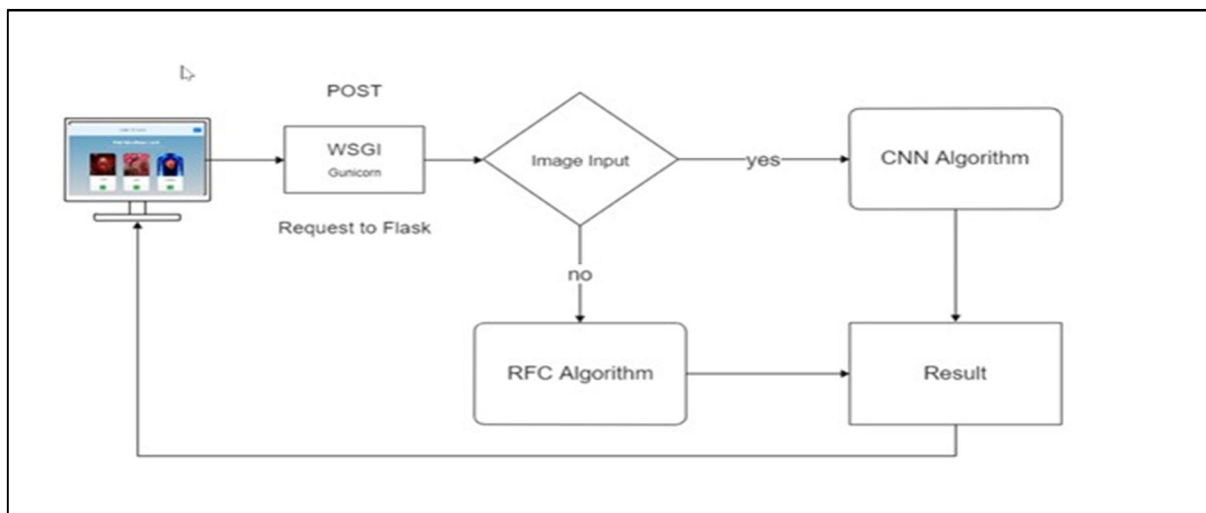 POST
WSGI
Gunicorn
Request to Flask
Image Input
yes
CNN Algorithm
no
RFC Algorithm
Result